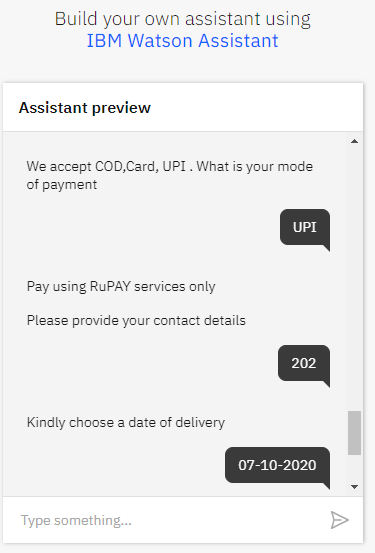 Build your own assistant using
IBM Watson Assistant
Assistant preview
We accept COD,Card, UPI . What is your mode
of payment
UPI
Pay using RuPAY services only
Please provide your contact details
202
Kindly choose a date of delivery
07-10-2020
Type something...